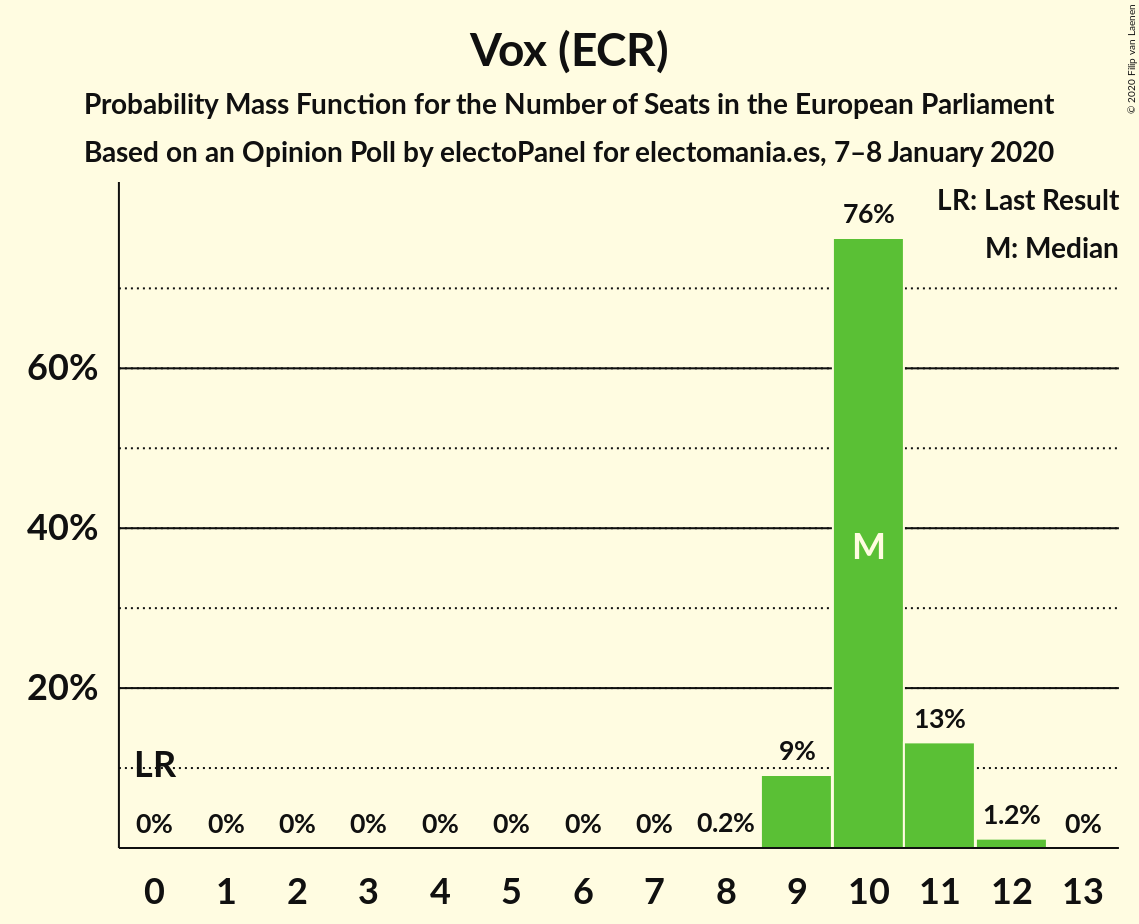 Vox (ECR)
Probability Mass Function for the Number of Seats in the European Parliament
Based on an Opinion Poll by electoPanel for electomania.es, 7–8 January 2020
© 2020 Filip van Laenen
LR: Last Result
M: Median
76%
60%
40%
M
20%
13%
9%
LR
0% 0% 0% 0% 0% 0% 0% 0% 0.2% 1.2% 0%
0 1 2 3 4 5 6 7 8 9 10 11 12 13